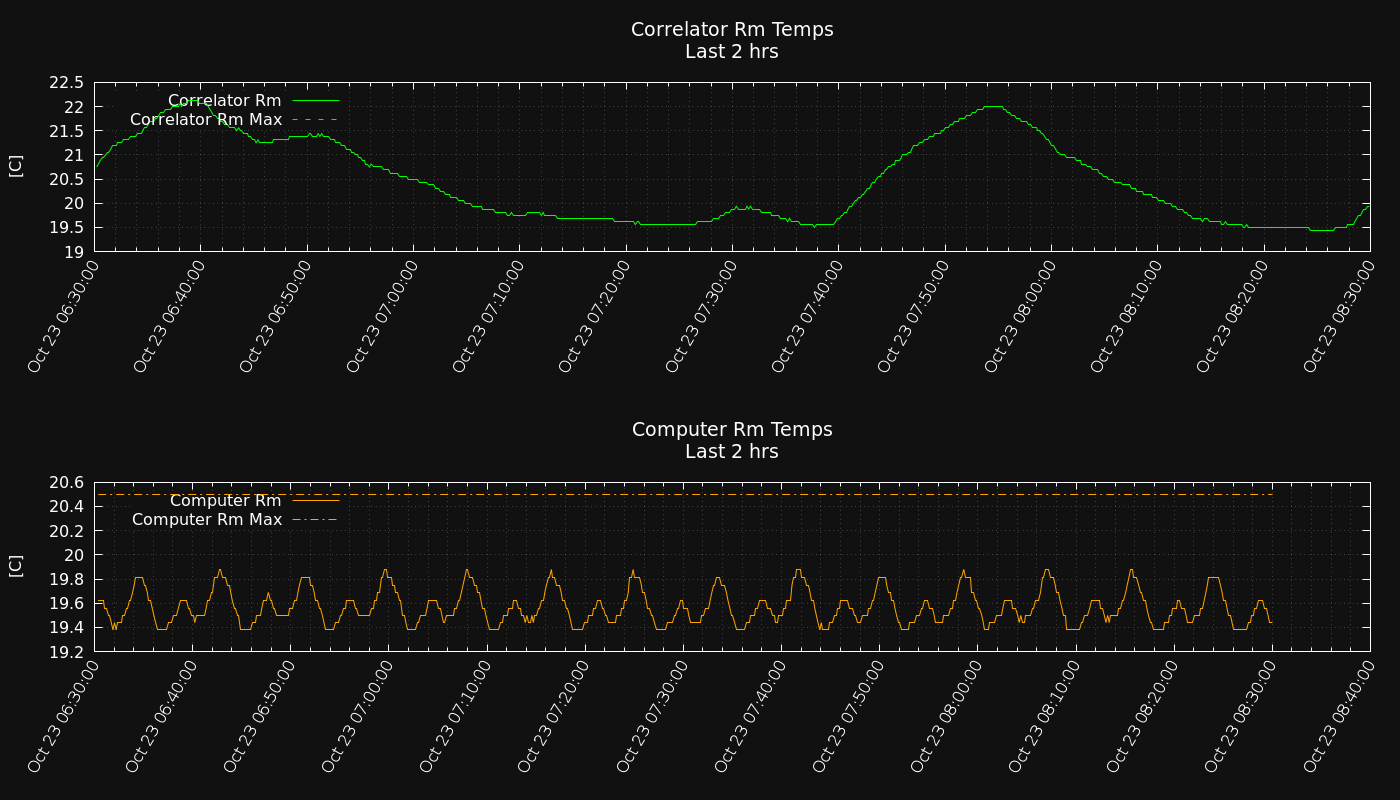 Correlator Rm Temps
Last 2 hrs
22.5
22
21.5
21
20.5
20
19.5
19
[C]
Correlator Rm
Correlator Rm Max
Oct 23 06:30:00
Oct 23 06:40:00
Oct 23 06:50:00
Oct 23 07:00:00
Oct 23 07:10:00
Oct 23 07:20:00
Oct 23 07:30:00
Oct 23 07:40:00
Oct 23 07:50:00
Oct 23 08:00:00
Oct 23 08:10:00
Oct 23 08:20:00
Oct 23 08:30:00
Computer Rm Temps
Last 2 hrs
20.6
20.4
20.2
20
19.8
19.6
19.4
19.2
[C]
Computer Rm
Computer Rm Max
Oct 23 06:30:00
Oct 23 06:40:00
Oct 23 06:50:00
Oct 23 07:00:00
Oct 23 07:10:00
Oct 23 07:20:00
Oct 23 07:30:00
Oct 23 07:40:00
Oct 23 07:50:00
Oct 23 08:00:00
Oct 23 08:10:00
Oct 23 08:20:00
Oct 23 08:30:00
Oct 23 08:40:00